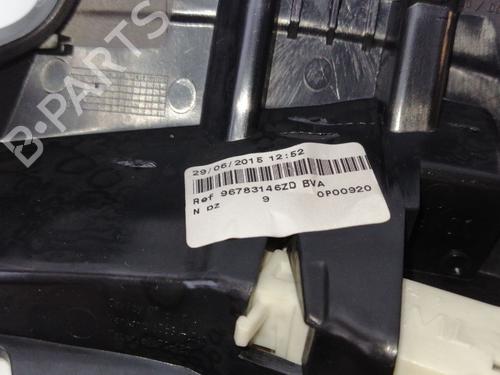 B-PARTS
29/06/2015 12:52
Ref 96783146ZD BVA
N pz 9 0P00920